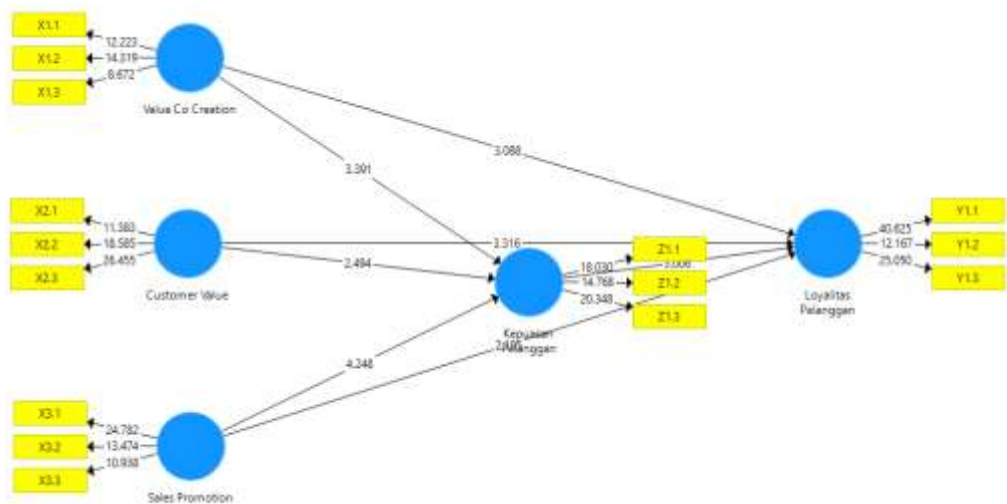 X1.1
12.223
X1.2
14.319
8.672
X1.3
Value Co Creation
3.088
3.391
X2.1
11.383
X2.2
18.585
26.455
X2.3
Customer Value
3.316
2.494
Z1.1
18.030
3.006
14.768
Z1.2
20.348
Z1.3
Kepuasan
Pelanggan
Y1.1
40.625
12.167
Y1.2
25.090
Y1.3
Loyalitas
Pelanggan
4.248
X3.1
24.782
X3.2
13.474
10.938
X3.3
Sales Promotion